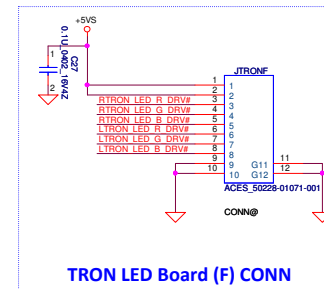 +5VS
0.1U_0402_16V4Z
C27
1
2
JTRONF
1 1
2 2
RTRON_LED_R_DRV# 3 3
RTRON_LED_G_DRV# 4 4
RTRON_LED_B_DRV# 5 5
LTRON_LED_R_DRV# 6 6
LTRON_LED_G_DRV# 7 7
LTRON_LED_B_DRV# 8 8
9 9 G11 11
10 10 G12 12
ACES_50228-01071-001
CONN@
TRON LED Board (F) CONN